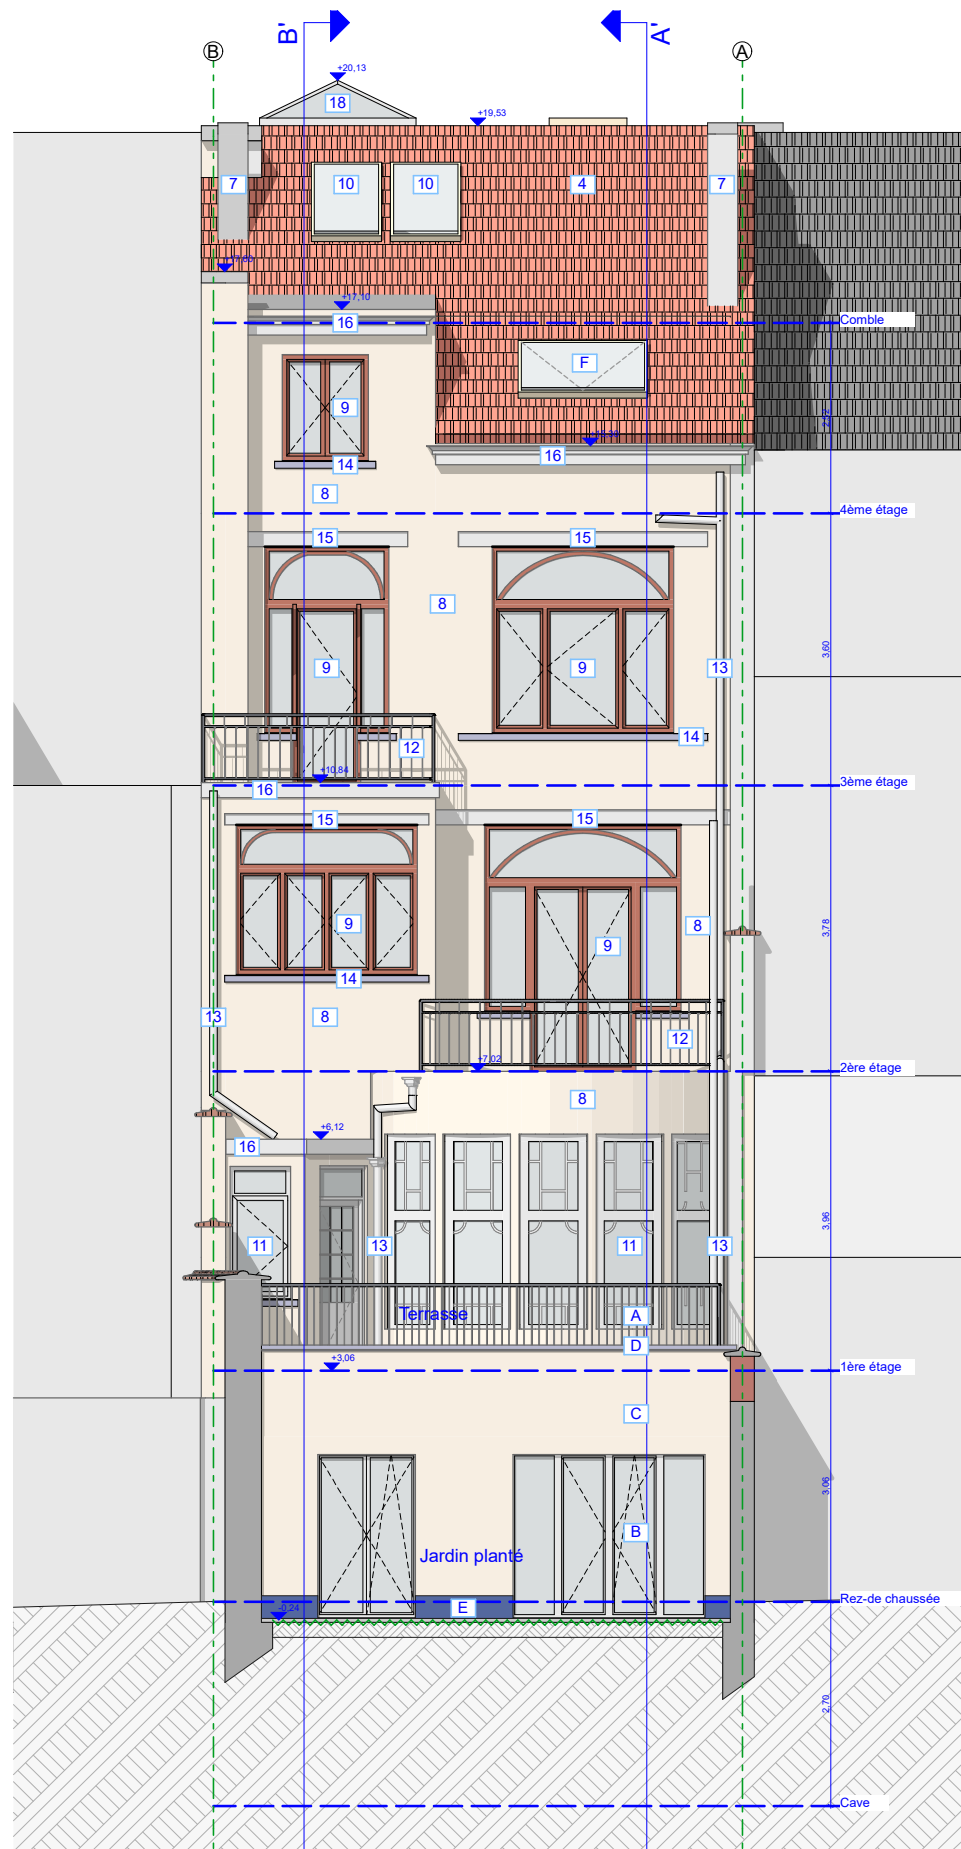 B'
A'
B
A
+20,13
18
+19,53
7
10
10
4
7
+17,10
16
Comble
F
9
16
14
8
4ème étage
15
15
8
3,60
9
9
13
14
12
+10,84
16
3ème étage
15
15
9
8
3,78
9
14
13
8
12
+7,02
2ère étage
8
+6,12
16
3,96
11
13
11
13
Terrasse
A
D
+3,06
1ère étage
C
3,06
B
Jardin planté
E
-0,24
Rez-de chaussée
2,70
Cave